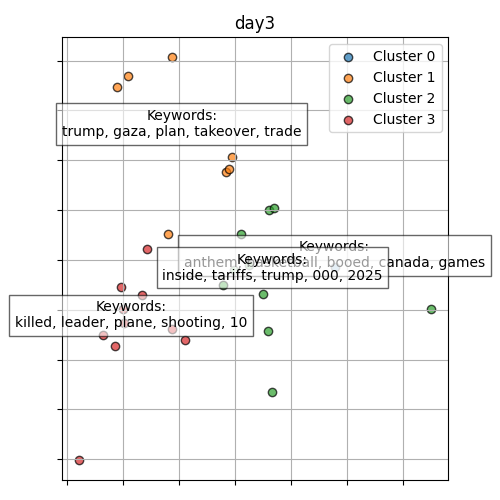 day3
Cluster 0
Cluster 1
Cluster 2
Cluster 3
Keywords:
trump, gaza, plan, takeover, trade
Keywords:
anthem, basketball, booed, canada, games
Keywords:
inside, tariffs, trump, 000, 2025
Keywords:
killed, leader, plane, shooting, 10